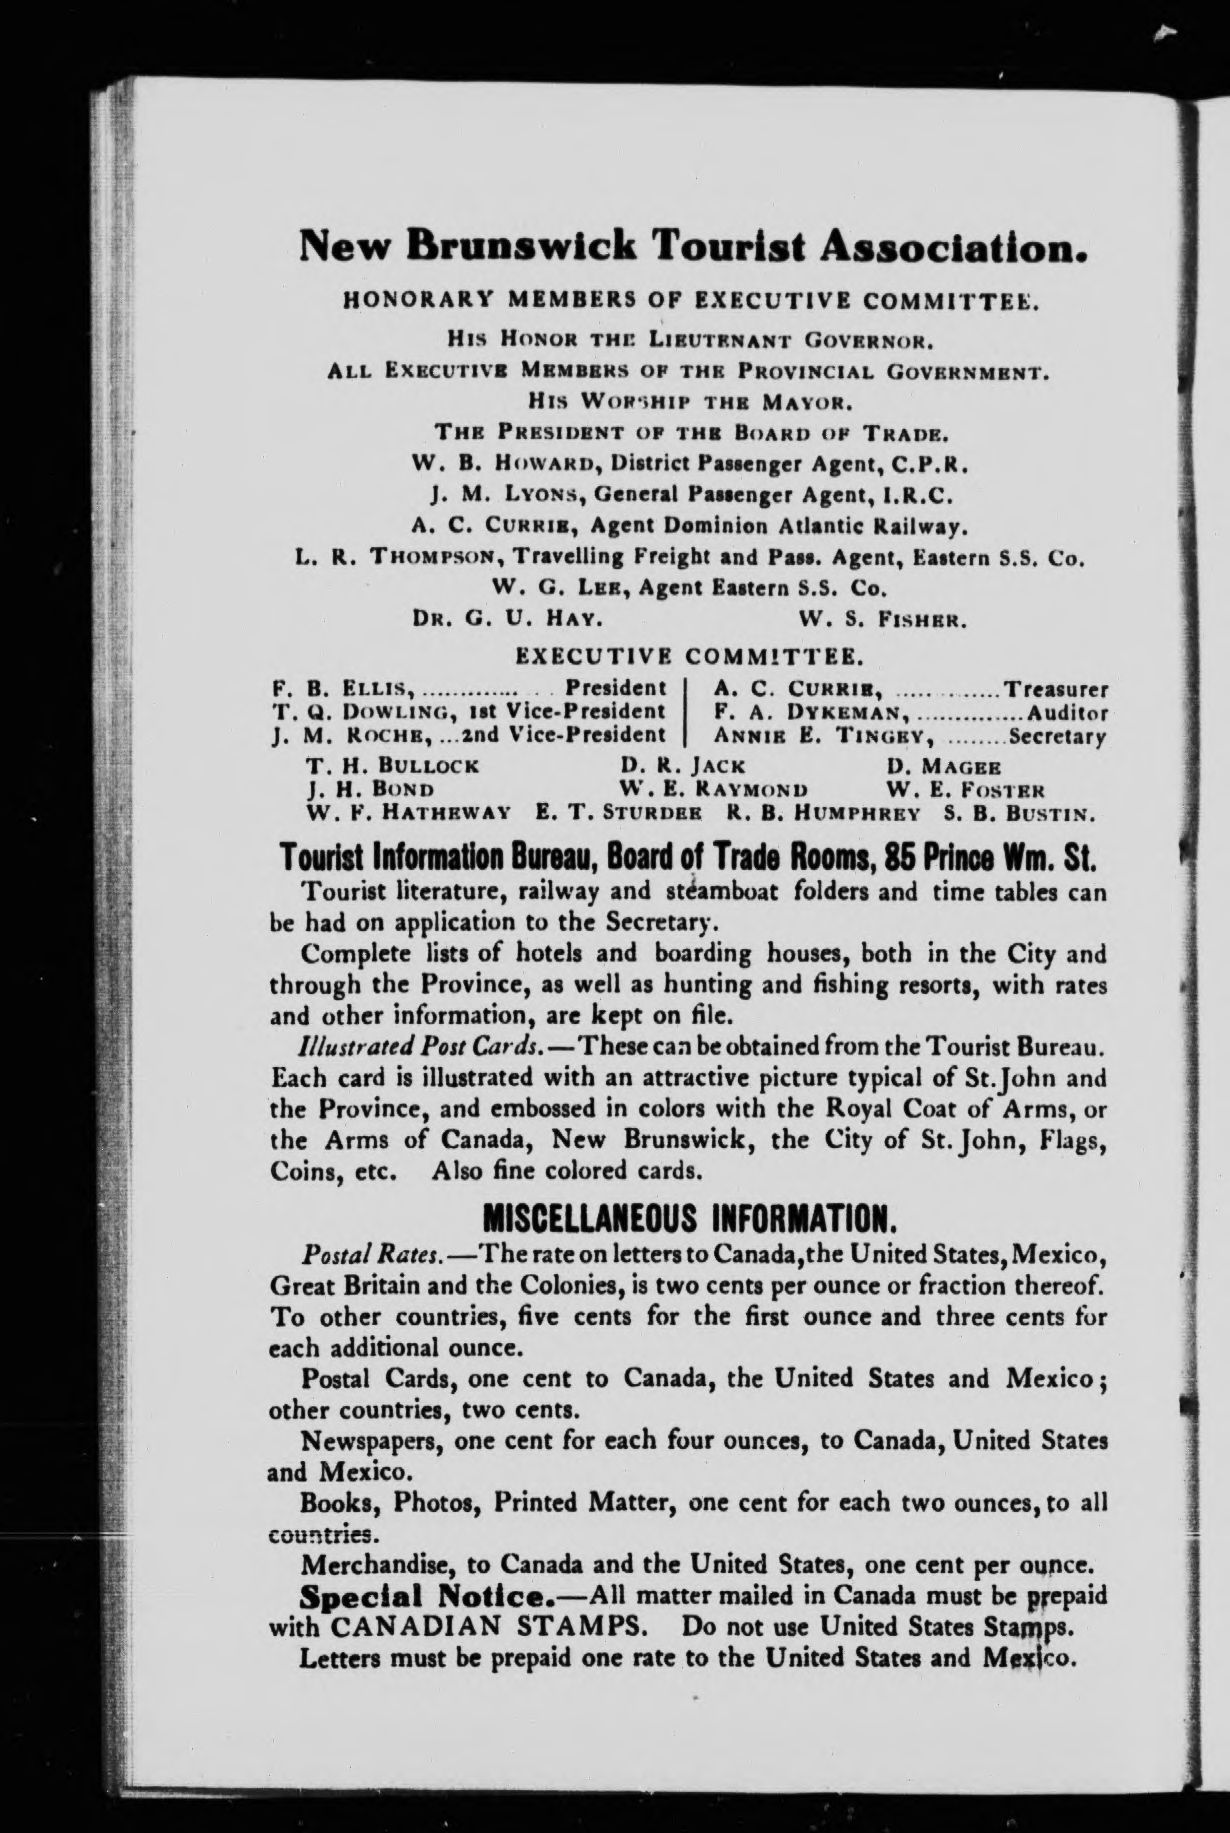 New Brunswick Tourist Association.
HONORARY MEMBERS OF EXECUTIVE COMMITTEE.
HIS HONOR THE LIEUTENANT GOVERNOR.
ALL EXECUTIVE MEMBERS OF THE PROVINCIAL GOVERNMENT.
HIS WORSHIP THE MAYOR.
THE PRESIDENT OF THE BOARD OF TRADE.
W. B. HOWARD, District Passenger Agent, C.P.R.
J. M. LYONS, General Passenger Agent, I.R.C.
A. C. CURRIE, Agent Dominion Atlantic Railway.
L. R. THOMPSON, Travelling Freight and Pass. Agent, Eastern S.S. Co.
W. G. LEE, Agent Eastern S.S. Co.
DR. G. U. HAY. W. S. FISHER.
EXECUTIVE COMMITTEE.
F. B. ELLIS, ............. . . President | A. C. CURRIE, ..... . ...........Treasurer
T. Q. DOWLING, 1st Vice-President | F. A. DYKEMAN, ...............Auditor
J. M. ROCHE, ...2nd Vice-President | ANNIE E. TINGEY, ........Secretary
T. H. BULLOCK D. R. JACK D. MAGEE
J. H. BOND W. E. RAYMOND W. E. FOSTER
W. F. HATHEWAY E. T. STURDEE R. B. HUMPHREY S. B. BUSTIN.
Tourist Information Bureau, Board of Trade Rooms, 85 Prince Wm. St.
Tourist literature, railway and steamboat folders and time tables can
be had on application to the Secretary.
Complete lists of hotels and boarding houses, both in the City and
through the Province, as well as hunting and fishing resorts, with rates
and other information, are kept on file.
Illustrated Post Cards.—These can be obtained from the Tourist Bureau.
Each card is illustrated with an attractive picture typical of St. John and
the Province, and embossed in colors with the Royal Coat of Arms, or
the Arms of Canada, New Brunswick, the City of St. John, Flags,
Coins, etc. Also fine colored cards.
MISCELLANEOUS INFORMATION.
Postal Rates.—The rate on letters to Canada, the United States, Mexico,
Great Britain and the Colonies, is two cents per ounce or fraction thereof.
To other countries, five cents for the first ounce and three cents for
each additional ounce.
Postal Cards, one cent to Canada, the United States and Mexico;
other countries, two cents.
Newspapers, one cent for each four ounces, to Canada, United States
and Mexico.
Books, Photos, Printed Matter, one cent for each two ounces, to all
countries.
Merchandise, to Canada and the United States, one cent per ounce.
Special Notice.—All matter mailed in Canada must be prepaid
with CANADIAN STAMPS. Do not use United States Stamps.
Letters must be prepaid one rate to the United States and Mexico.